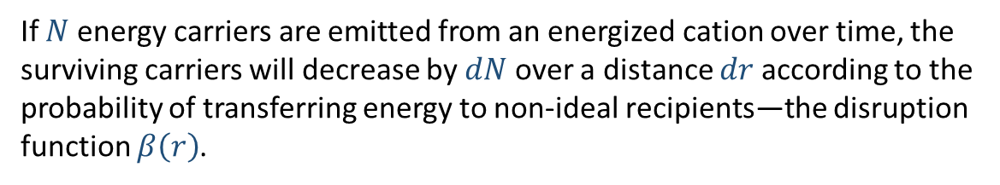 If N energy carriers are emitted from an energized cation over time, the
surviving carriers will decrease by dN over a distance dr according to the
probability of transferring energy to non-ideal recipients—the disruption
function β(r).